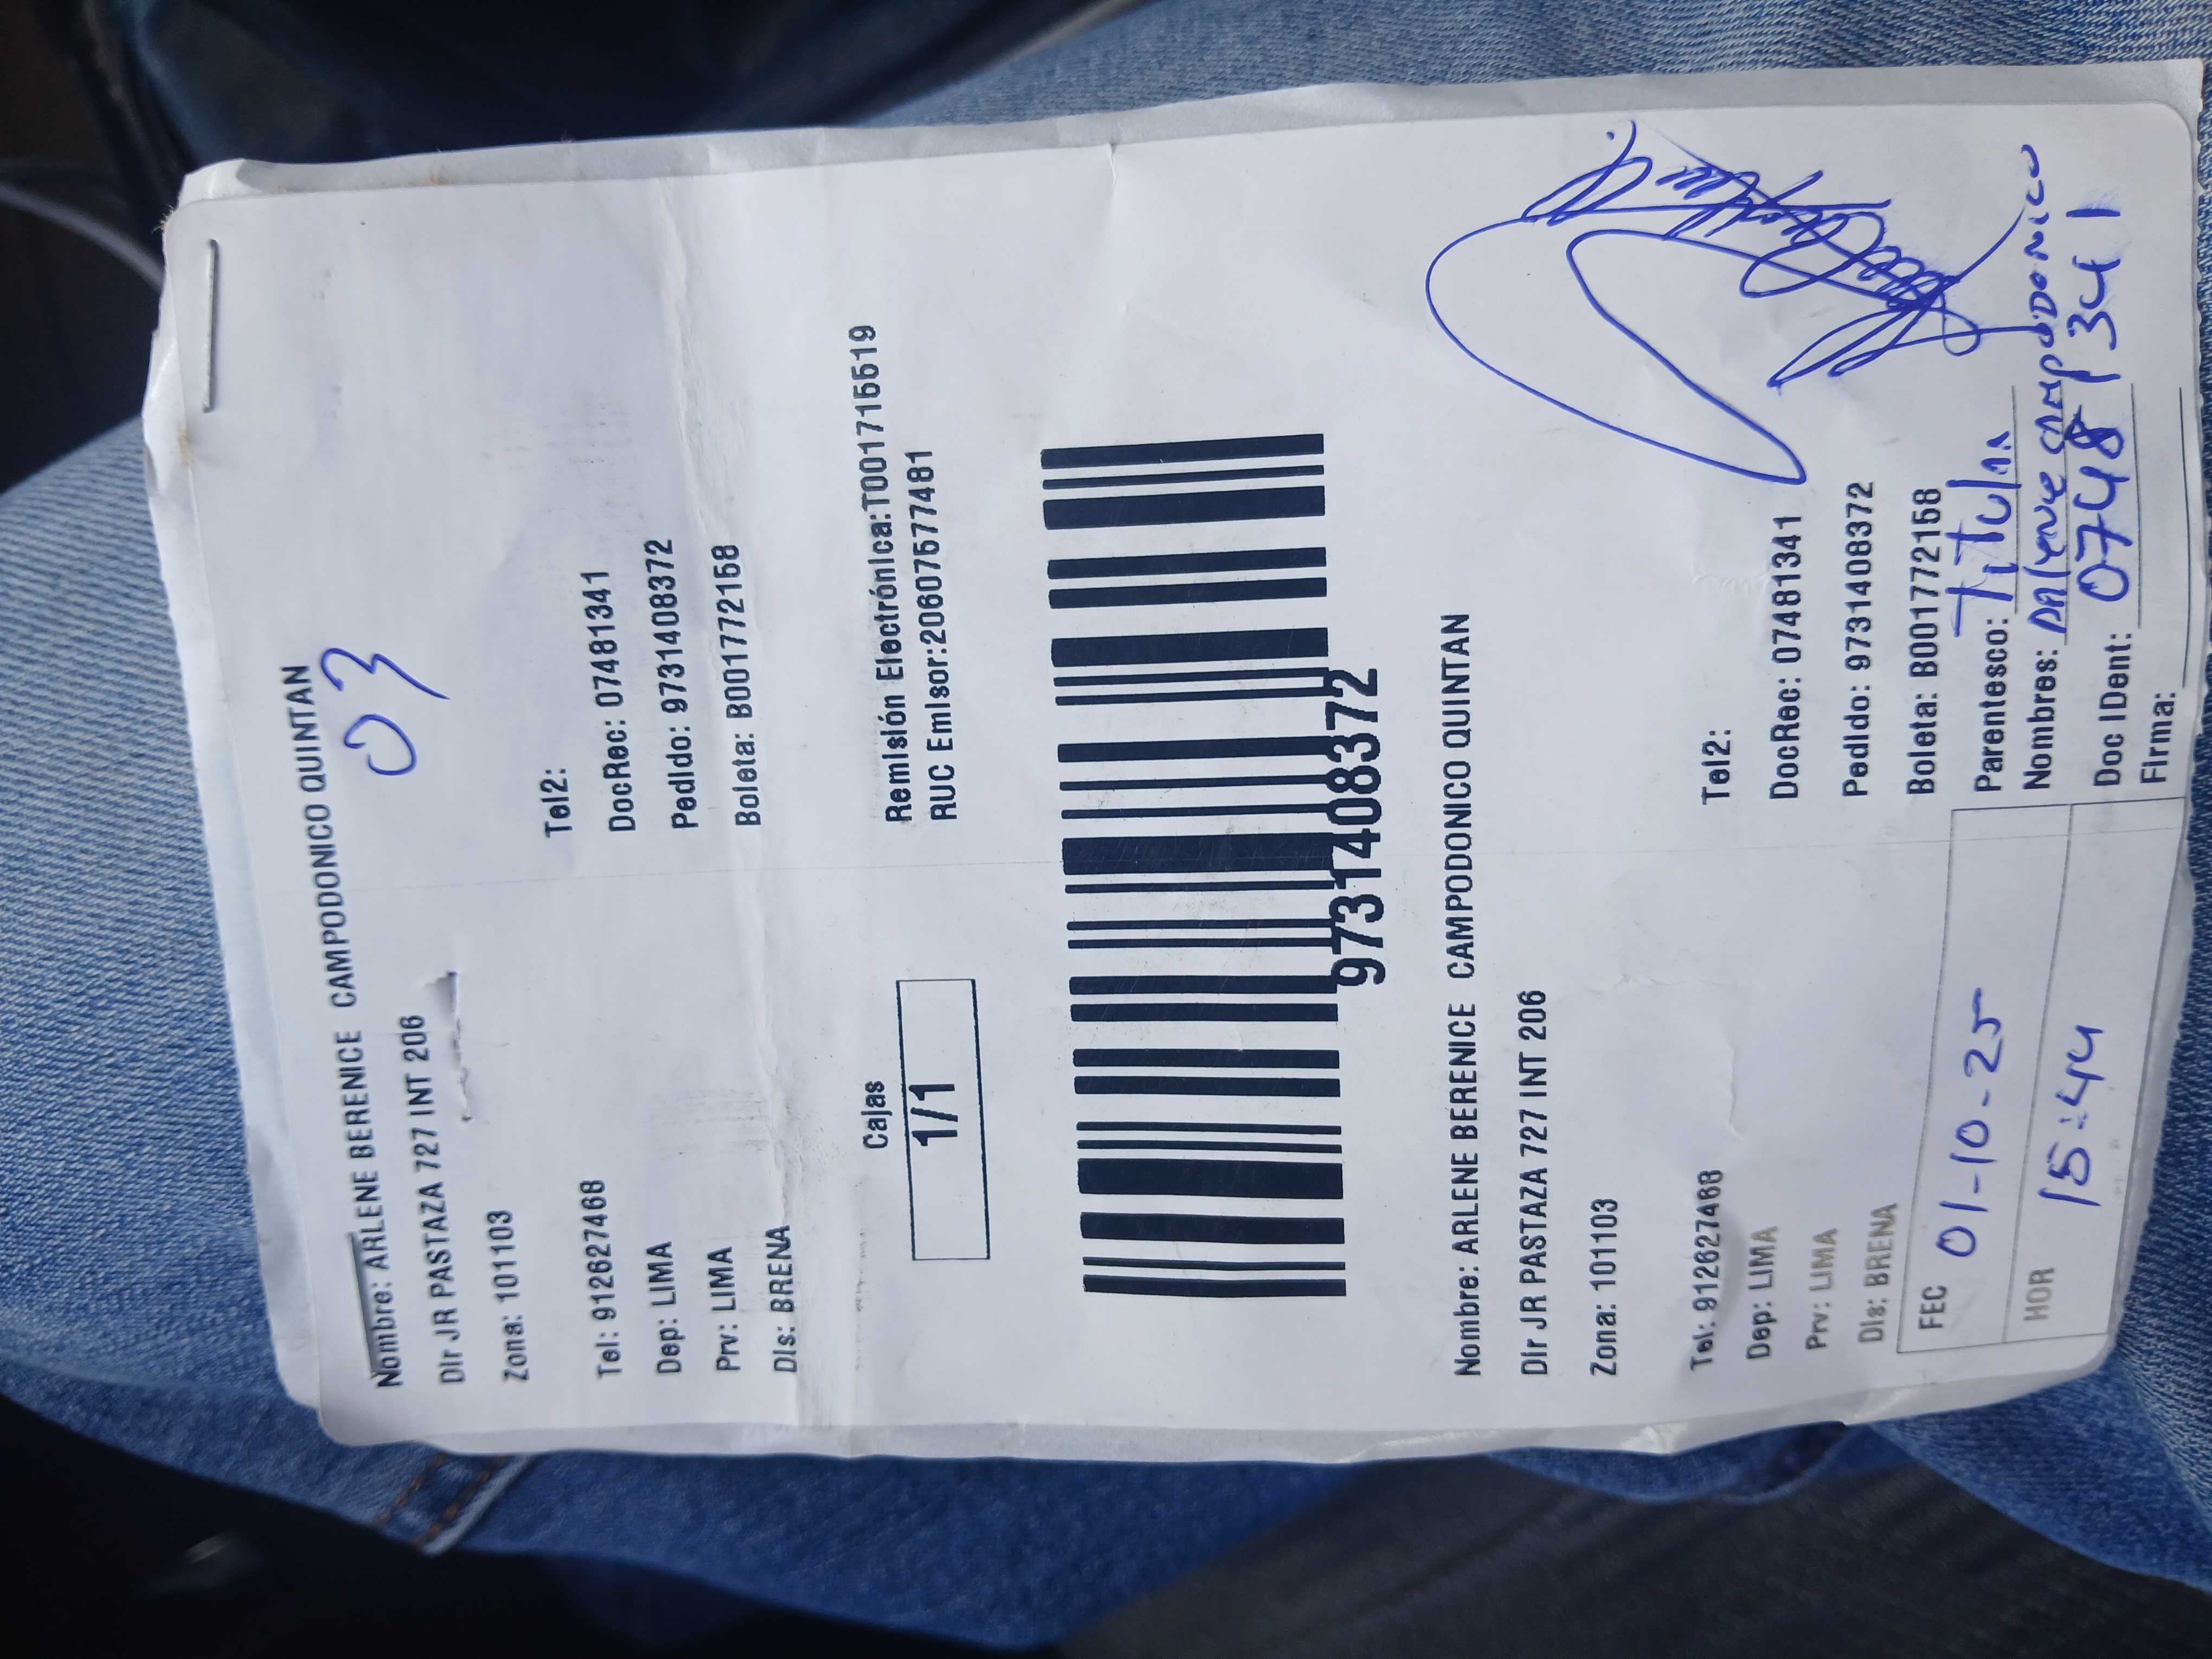 Nombre: ARLENE BERENICE CAMPODONICO QUINTAN
03
DIr JR PASTAZA 727 INT 206
Zona: 101103
Tel: 912627468
Tel2:
Dep: LIMA
DocRec: 07481341
Prv: LIMA
Pedido: 9731408372
DIs: BRENA
Boleta: B001772158
Cajas
1/1
Remisión Electrónica:T001715519
RUC Emisor:20607577481
9731408372
Nombre: ARLENE BERENICE CAMPODONICO QUINTAN
DIr JR PASTAZA 727 INT 206
Zona: 101103
Tel: 912627468
Tel2:
Dep: LIMA
DocRec: 07481341
Prv: LIMA
Pedido: 9731408372
DIs: BRENA
Boleta: B001772158
FEC 01-10-25
Parentesco: Titular
HOR 15:44
Nombres: CAMPODONICO
Doc IDent: 07481341
Firma: